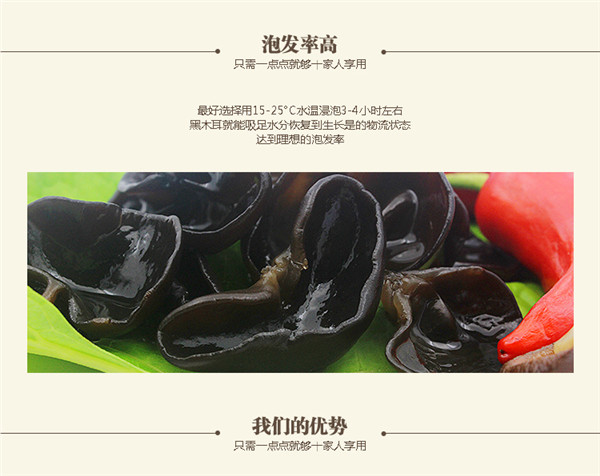 泡发率高
只需一点点就够十家人享用
最好选择用15-25°C水温浸泡3-4小时左右
黑木耳就能吸足水分恢复到生长是的物流状态
达到理想的泡发率
我们的优势
只需一点点就够十家人享用